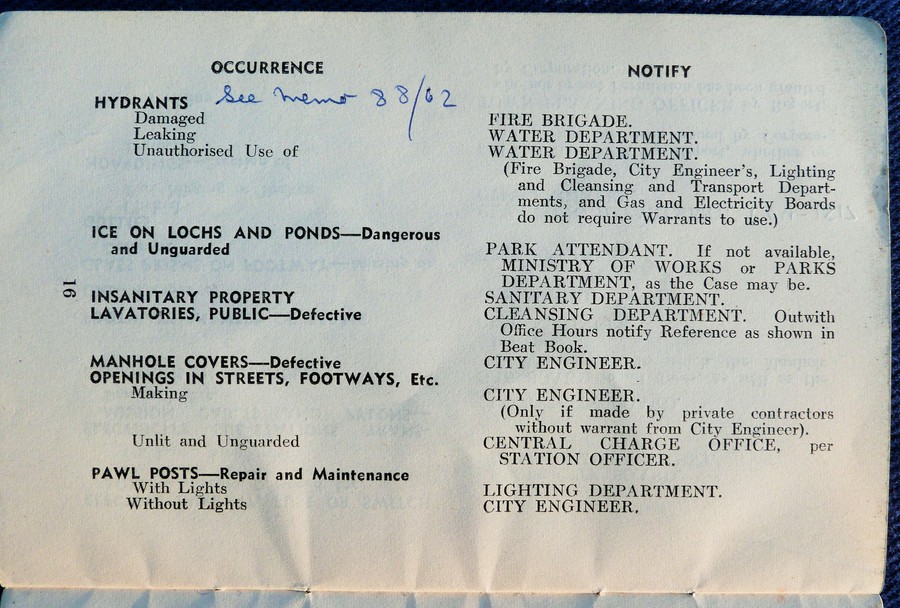 OCCURRENCE
NOTIFY
HYDRANTS See memo 88/62
Damaged
FIRE BRIGADE.
Leaking
WATER DEPARTMENT.
Unauthorised Use of
WATER DEPARTMENT.
(Fire Brigade, City Engineer's, Lighting
and Cleansing and Transport Depart-
ments, and Gas and Electricity Boards
do not require Warrants to use.)
ICE ON LOCHS AND PONDS—Dangerous
and Unguarded
PARK ATTENDANT. If not available,
MINISTRY OF WORKS or PARKS
DEPARTMENT, as the Case may be.
16
INSANITARY PROPERTY
SANITARY DEPARTMENT.
LAVATORIES, PUBLIC—Defective
CLEANSING DEPARTMENT. Outwith
Office Hours notify Reference as shown in
Beat Book.
MANHOLE COVERS—Defective
CITY ENGINEER.
OPENINGS IN STREETS, FOOTWAYS, Etc.
Making
CITY ENGINEER.
(Only if made by private contractors
without warrant from City Engineer).
Unlit and Unguarded
CENTRAL CHARGE OFFICE, per
STATION OFFICER.
PAWL POSTS—Repair and Maintenance
With Lights
LIGHTING DEPARTMENT.
Without Lights
CITY ENGINEER.